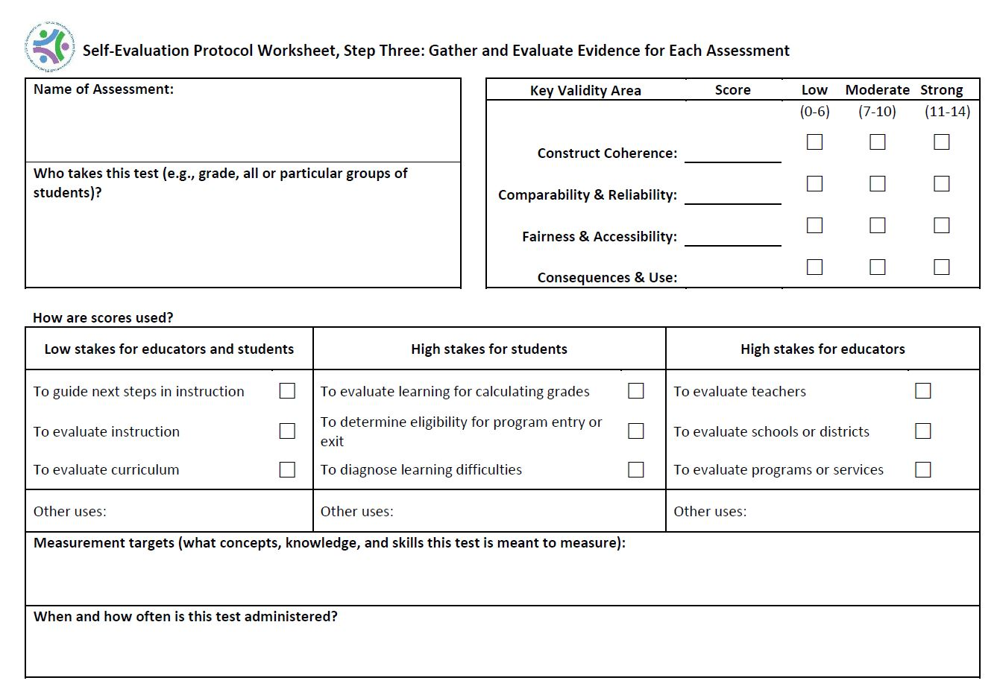 Self-Evaluation Protocol Worksheet, Step Three: Gather and Evaluate Evidence for Each Assessment
Name of Assessment:
Who takes this test (e.g., grade, all or particular groups of
students)?
Key Validity Area Score Low Moderate Strong
(0-6) (7-10) (11-14)
Construct Coherence:
Comparability & Reliability:
Fairness & Accessibility:
Consequences & Use:
How are scores used?
Low stakes for educators and students High stakes for students High stakes for educators
To guide next steps in instruction To evaluate learning for calculating grades To evaluate teachers
To evaluate instruction To determine eligibility for program entry or To evaluate schools or districts
exit
To evaluate curriculum To diagnose learning difficulties To evaluate programs or services
Other uses: Other uses: Other uses:
Measurement targets (what concepts, knowledge, and skills this test is meant to measure):
When and how often is this test administered?